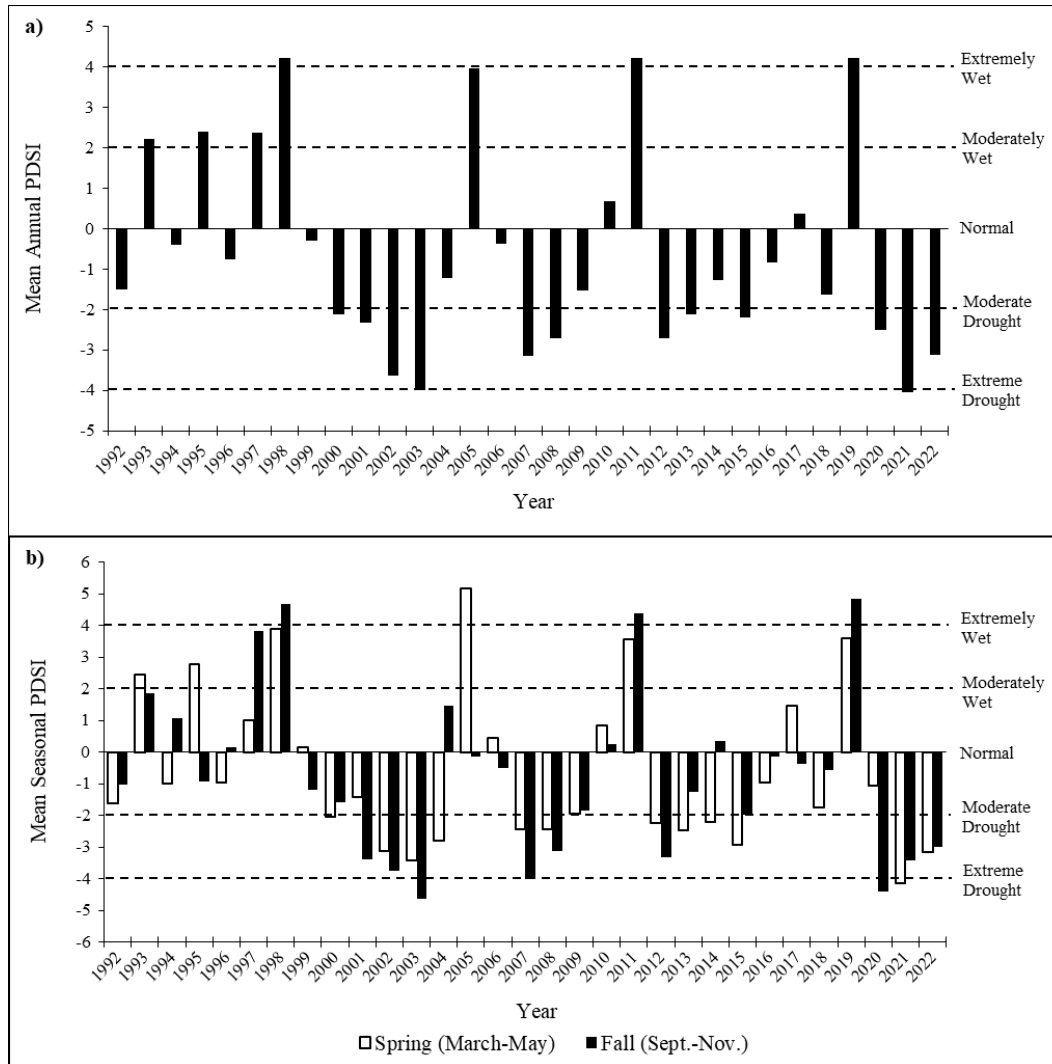 a)
5
4
3
2
1
0
-1
-2
-3
-4
-5
Mean Annual PDSI
Extremely
Wet
Moderately
Wet
Normal
Moderate
Drought
Extreme
Drought
1992 1993 1994 1995 1996 1997 1998 1999 2000 2001 2002 2003 2004 2005 2006 2007 2008 2009 2010 2011 2012 2013 2014 2015 2016 2017 2018 2019 2020 2021 2022
Year
b)
6
5
4
3
2
1
0
-1
-2
-3
-4
-5
-6
Mean Seasonal PDSI
Extremely
Wet
Moderately
Wet
Normal
Moderate
Drought
Extreme
Drought
1992 1993 1994 1995 1996 1997 1998 1999 2000 2001 2002 2003 2004 2005 2006 2007 2008 2009 2010 2011 2012 2013 2014 2015 2016 2017 2018 2019 2020 2021 2022
Year
Spring (March-May) Fall (Sept.-Nov.)